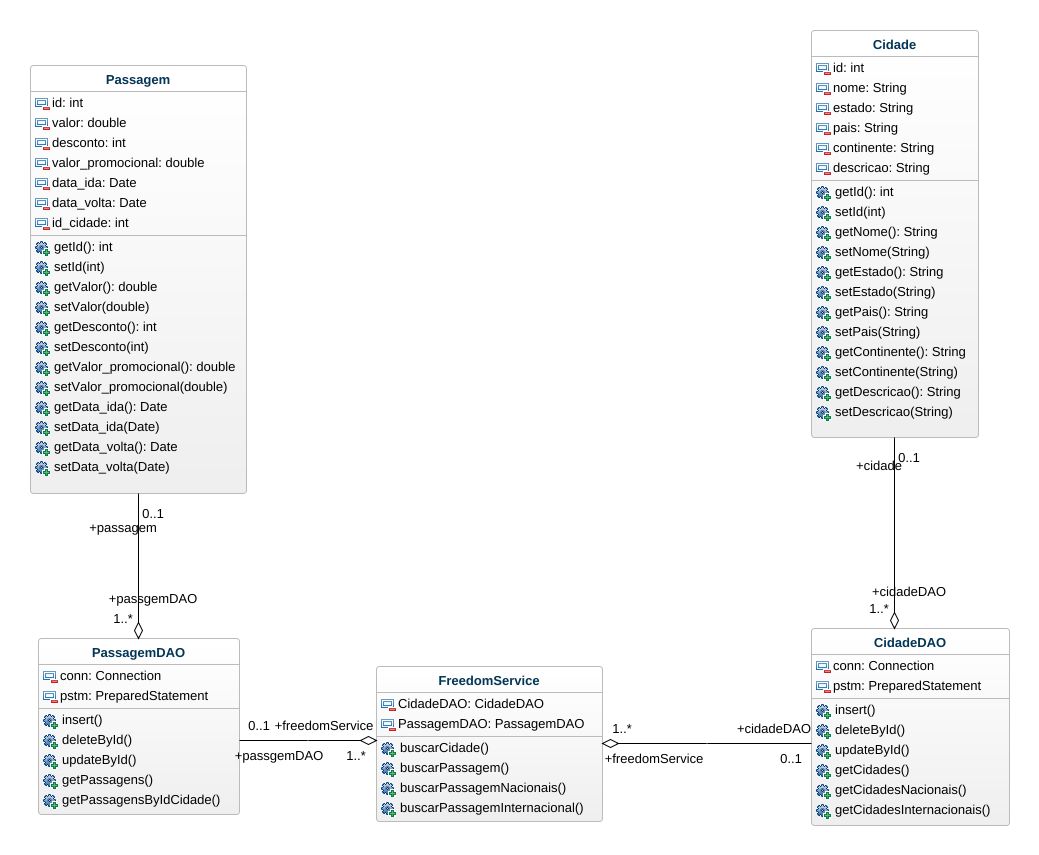 Passagem
id: int
valor: double
desconto: int
valor_promocional: double
data_ida: Date
data_volta: Date
id_cidade: int
getId(): int
setId(int)
getValor(): double
setValor(double)
getDesconto(): int
setDesconto(int)
getValor_promocional(): double
setValor_promocional(double)
getData_ida(): Date
setData_ida(Date)
getData_volta(): Date
setData_volta(Date)
0..1
+passagem
+passgemDAO
1..*
PassagemDAO
conn: Connection
pstm: PreparedStatement
insert()
deleteById()
updateById()
getPassagens()
getPassagensByIdCidade()
0..1 +freedomService
+passgemDAO 1..*
FreedomService
CidadeDAO: CidadeDAO
PassagemDAO: PassagemDAO
buscarCidade()
buscarPassagem()
buscarPassagemNacionais()
buscarPassagemInternacional()
1..* +cidadeDAO
+freedomService 0..1
Cidade
id: int
nome: String
estado: String
pais: String
continente: String
descricao: String
getId(): int
setId(int)
getNome(): String
setNome(String)
getEstado(): String
setEstado(String)
getPais(): String
setPais(String)
getContinente(): String
setContinente(String)
getDescricao(): String
setDescricao(String)
0..1
+cidade
+cidadeDAO
1..*
CidadeDAO
conn: Connection
pstm: PreparedStatement
insert()
deleteById()
updateById()
getCidades()
getCidadesNacionais()
getCidadesInternacionais()